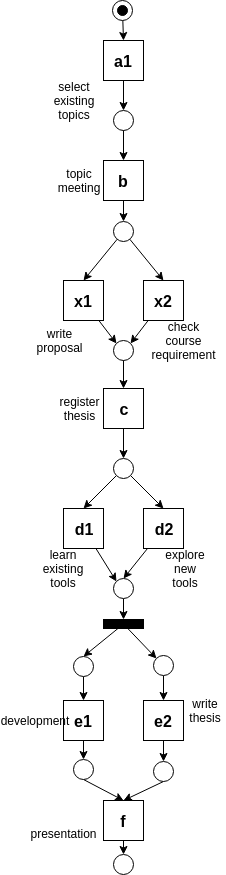 a1
select
existing
topics
topic
meeting
b
x1
x2
write
proposal
check
course
requirement
register
thesis
c
d1
d2
learn
existing
tools
explore
new
tools
development
e1
e2
write
thesis
f
presentation